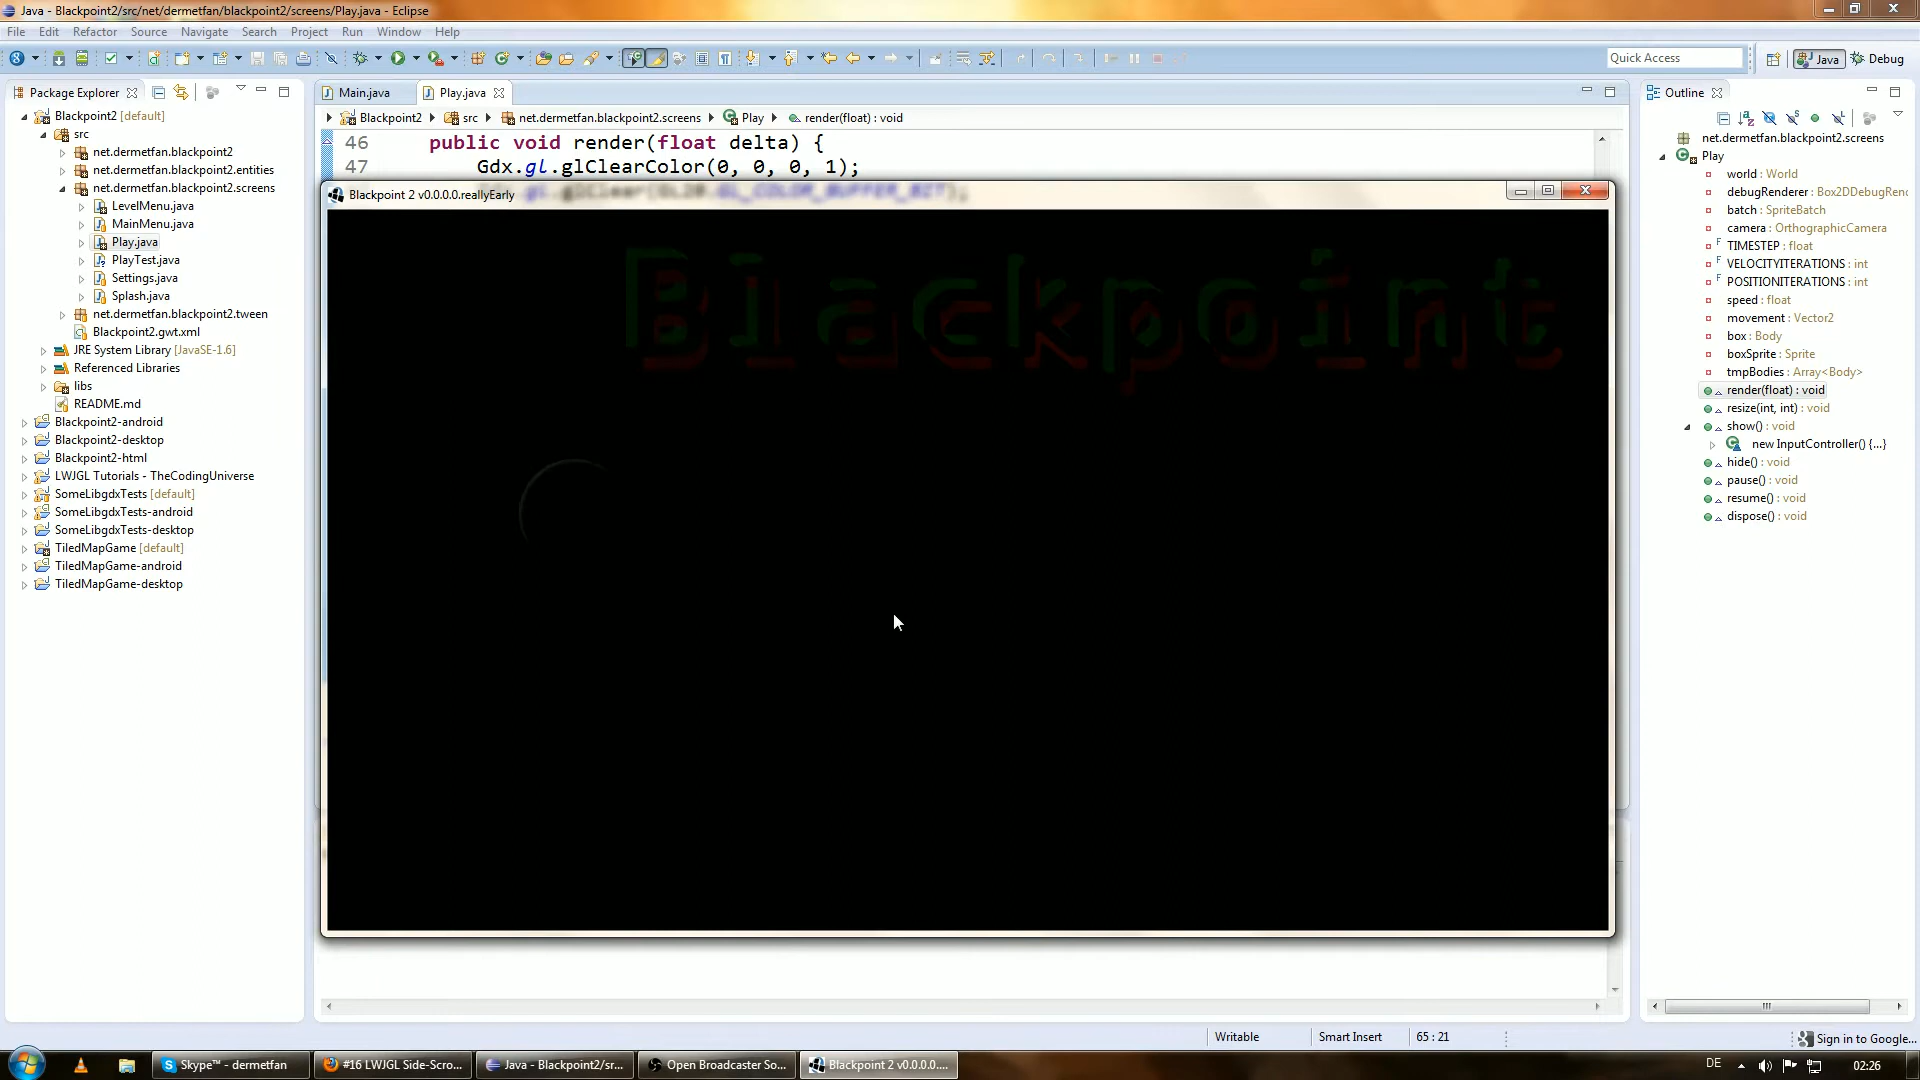 Java - Blackpoint2/src/net/dermetfan/blackpoint2/screens/Play.java - Eclipse
File Edit Refactor Source Navigate Search Project Run Window Help
Quick Access
Java
Debug
Package Explorer
Blackpoint2 [default]
src
net.dermetfan.blackpoint2
net.dermetfan.blackpoint2.entities
net.dermetfan.blackpoint2.screens
LevelMenu.java
MainMenu.java
Play.java
PlayTest.java
Settings.java
Splash.java
net.dermetfan.blackpoint2.tween
Blackpoint2.gwt.xml
JRE System Library [JavaSE-1.6]
Referenced Libraries
libs
README.md
Blackpoint2-android
Blackpoint2-desktop
Blackpoint2-html
LWJGL Tutorials - TheCodingUniverse
SomeLibgdxTests [default]
SomeLibgdxTests-android
SomeLibgdxTests-desktop
TiledMapGame [default]
TiledMapGame-android
TiledMapGame-desktop
Main.java
Play.java
Blackpoint2 src net.dermetfan.blackpoint2.screens Play render(float) : void
46 public void render(float delta) {
47 Gdx.gl.glClearColor(0, 0, 0, 1);
Blackpoint 2 v0.0.0.0.reallyEarly
.gl.glClear(GL20.GL_COLOR_BUFFER_BIT);
Blackpoint
Outline
net.dermetfan.blackpoint2.screens
Play
world : World
debugRenderer : Box2DDebugRend
batch : SpriteBatch
camera : OrthographicCamera
TIMESTEP : float
VELOCITYITERATIONS : int
POSITIONITERATIONS : int
speed : float
movement : Vector2
box : Body
boxSprite : Sprite
tmpBodies : Array<Body>
render(float) : void
resize(int, int) : void
show() : void
new InputController() {...}
hide() : void
pause() : void
resume() : void
dispose() : void
Writable
Smart Insert
65 : 21
Sign in to Google...
Skype™ - dermetfan
#16 LWJGL Side-Scro...
Java - Blackpoint2/sr...
Open Broadcaster So...
Blackpoint 2 v0.0.0.0....
DE
02:26